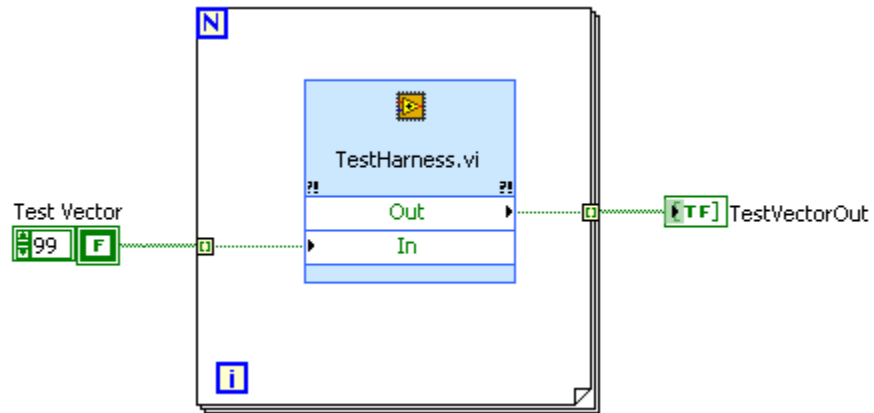 N
TestHarness.vi
?! ?!
Test Vector
Out
99 F
[TF] TestVectorOut
In
i